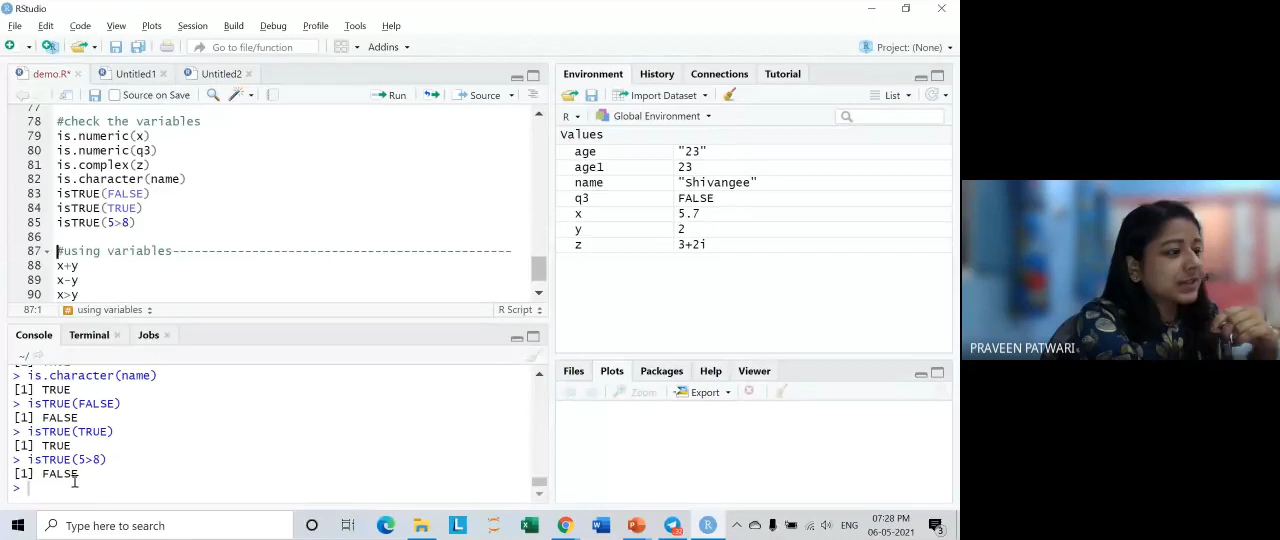 RStudio
File Edit Code View Plots Session Build Debug Profile Tools Help
Go to file/function Addins Project: (None)
demo.R* Untitled1 Untitled2
Source on Save Run Source
77
78 #check the variables
79 is.numeric(x)
80 is.numeric(q3)
81 is.complex(z)
82 is.character(name)
83 isTRUE(FALSE)
84 isTRUE(TRUE)
85 isTRUE(5>8)
86
87 #using variables--------------------------------------------
88 x+y
89 x-y
90 x>y
87:1 # using variables R Script
Console Terminal Jobs
~/
> is.character(name)
[1] TRUE
> isTRUE(FALSE)
[1] FALSE
> isTRUE(TRUE)
[1] TRUE
> isTRUE(5>8)
[1] FALSE
>
Environment History Connections Tutorial
Import Dataset List
R Global Environment
Values
age "23"
age1 23
name "Shivangee"
q3 FALSE
x 5.7
y 2
z 3+2i
Files Plots Packages Help Viewer
Zoom Export
PRAVEEN PATWARI
Type here to search
ENG
07:28 PM
06-05-2021
3